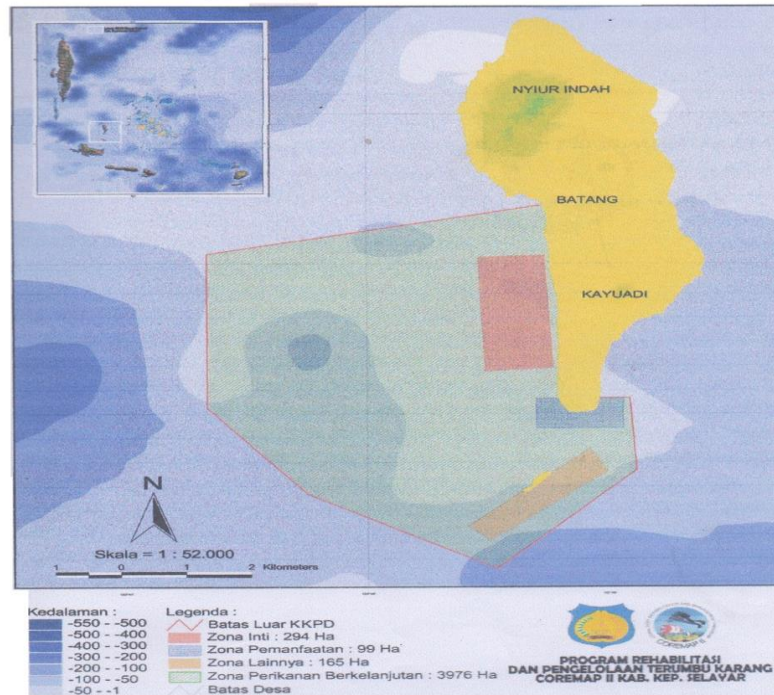 NYIUR INDAH
BATANG
KAYUADI
N
Skala = 1 : 52.000
1 0 1 2 Kilometers
Kedalaman :
-550 - -500
-500 - -400
-400 - -300
-300 - -200
-200 - -100
-100 - -50
-50 - -1
Legenda :
Batas Luar KKPD
Zona Inti : 294 Ha
Zona Pemanfaatan : 99 Ha
Zona Lainnya : 165 Ha
Zona Perikanan Berkelanjutan : 3976 Ha
Batas Desa
COREMAP II
PROGRAM REHABILITASI
DAN PENGELOLAAN TERUMBU KARANG
COREMAP II KAB. KEP. SELAYAR